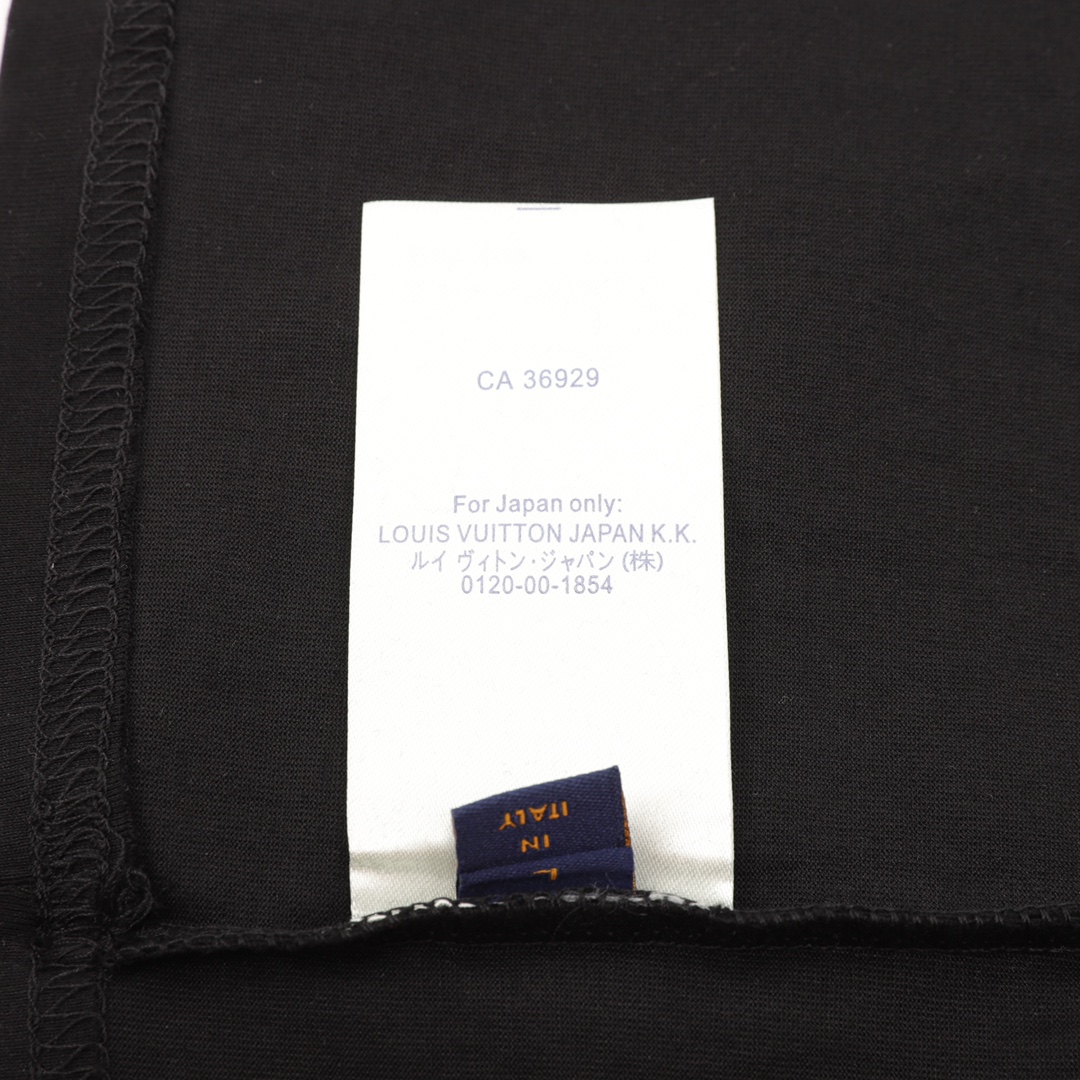 CA 36929
For Japan only:
LOUIS VUITTON JAPAN K.K.
ルイ ヴィトン・ジャパン (株)
0120-00-1854
ITALY
IN
L